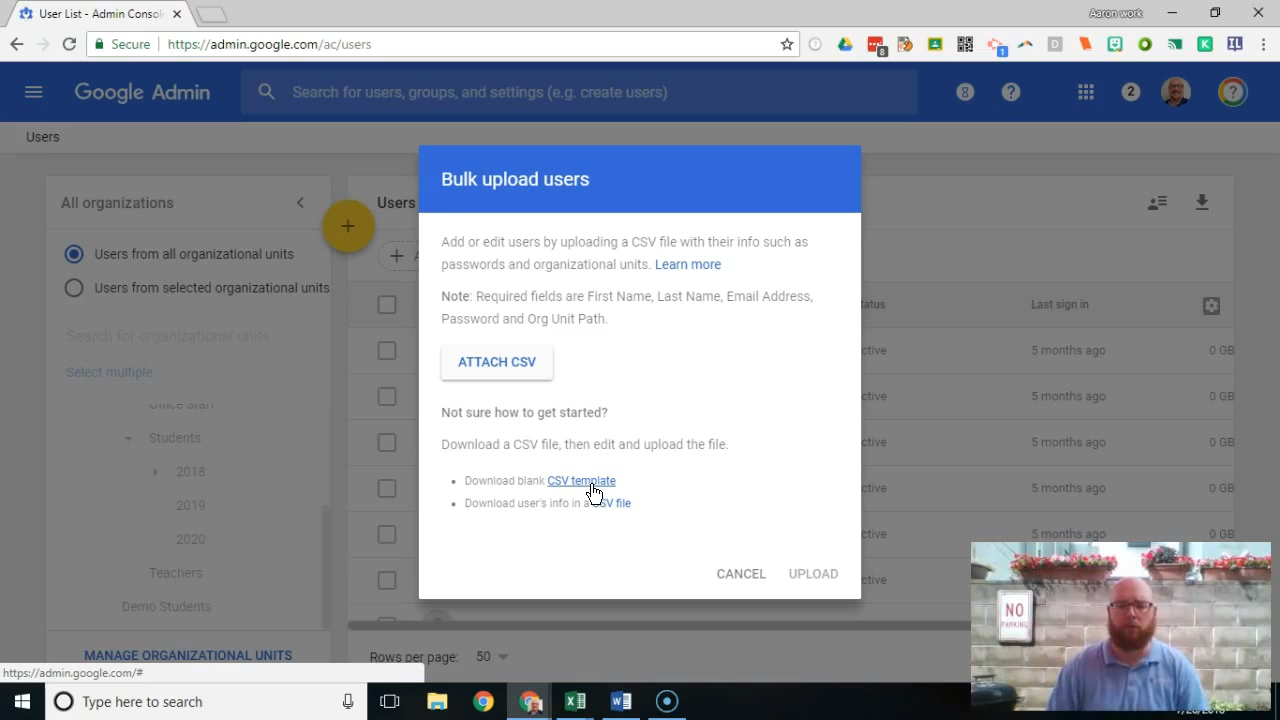 User List - Admin Console
Aaron work
Secure
https://admin.google.com/ac/users
8
1
Google Admin
Search for users, groups, and settings (e.g. create users)
2
Users
All organizations
Users
Users from all organizational units
Users from selected organizational units
Search for organizational units
Select multiple
Office Staff
Students
2018
2019
2020
Teachers
Demo Students
MANAGE ORGANIZATIONAL UNITS
Bulk upload users
Add or edit users by uploading a CSV file with their info such as
passwords and organizational units. Learn more
Note: Required fields are First Name, Last Name, Email Address,
Password and Org Unit Path.
ATTACH CSV
Not sure how to get started?
Download a CSV file, then edit and upload the file.
Download blank CSV template
Download user's info in a CSV file
CANCEL UPLOAD
Last sign in
5 months ago 0 GB
5 months ago 0 GB
5 months ago 0 GB
5 months ago 0 GB
5 months ago 0 GB
Rows per page: 50
https://admin.google.com/#
Type here to search
NO
PARKING